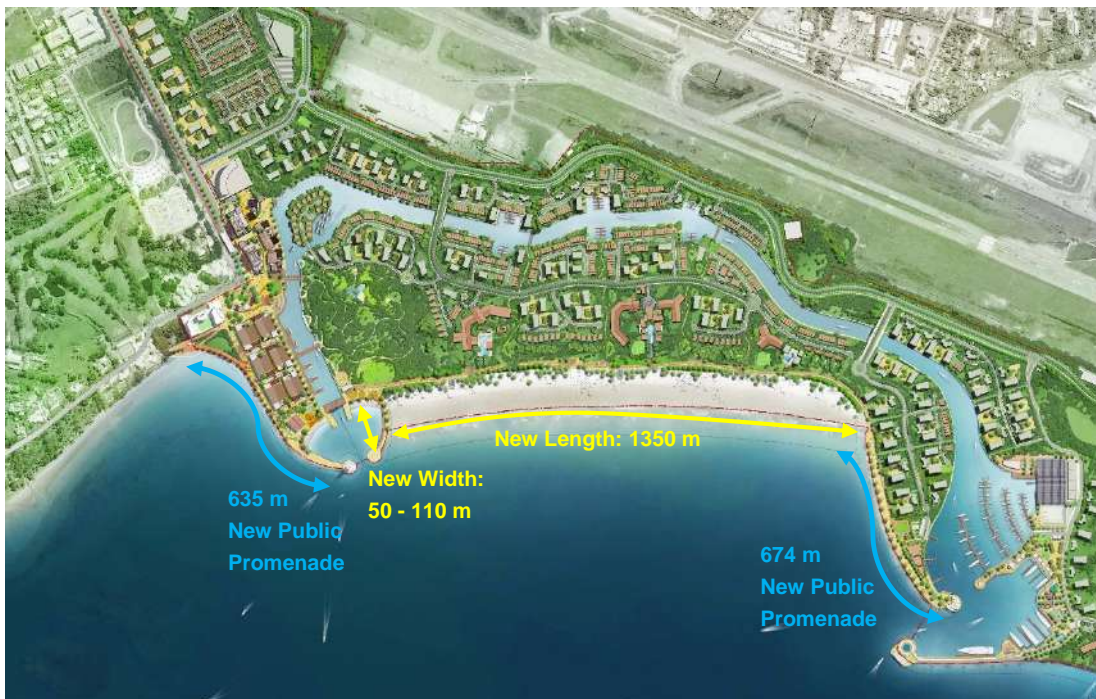 New Length: 1350 m
New Width:
50 - 110 m
635 m
New Public
Promenade
674 m
New Public
Promenade